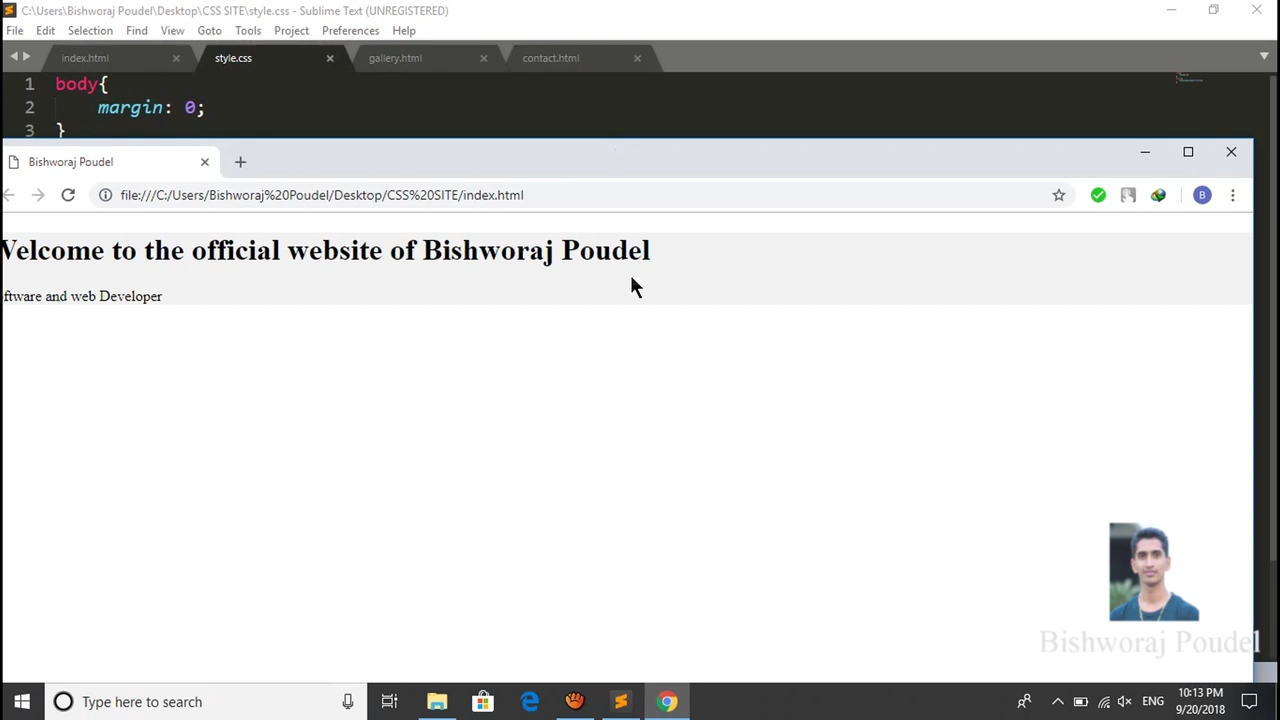 C:\Users\Bishworaj Poudel\Desktop\CSS SITE\style.css - Sublime Text (UNREGISTERED)
File Edit Selection Find View Goto Tools Project Preferences Help
index.html style.css gallery.html contact.html
1 body{
2 margin: 0;
3 }
Bishworaj Poudel
file:///C:/Users/Bishworaj%20Poudel/Desktop/CSS%20SITE/index.html
B
Welcome to the official website of Bishworaj Poudel
oftware and web Developer
Bishworaj Poudel
Type here to search
ENG
10:13 PM
9/20/2018